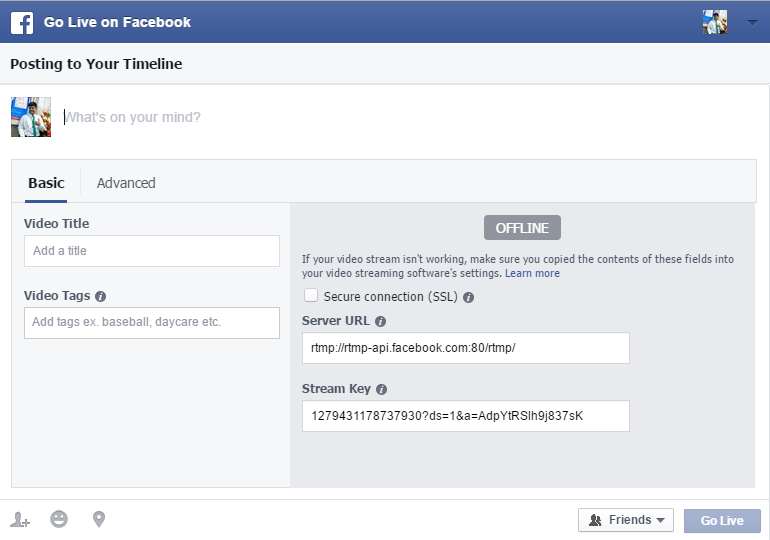 Go Live on Facebook
Posting to Your Timeline
What's on your mind?
Basic
Advanced
Video Title
Add a title
Video Tags
Add tags ex. baseball, daycare etc.
OFFLINE
If your video stream isn't working, make sure you copied the contents of these fields into
your video streaming software's settings. Learn more
Secure connection (SSL)
Server URL
rtmp://rtmp-api.facebook.com:80/rtmp/
Stream Key
1279431178737930?ds=1&a=AdpYtRSlh9j837sK
Friends
Go Live